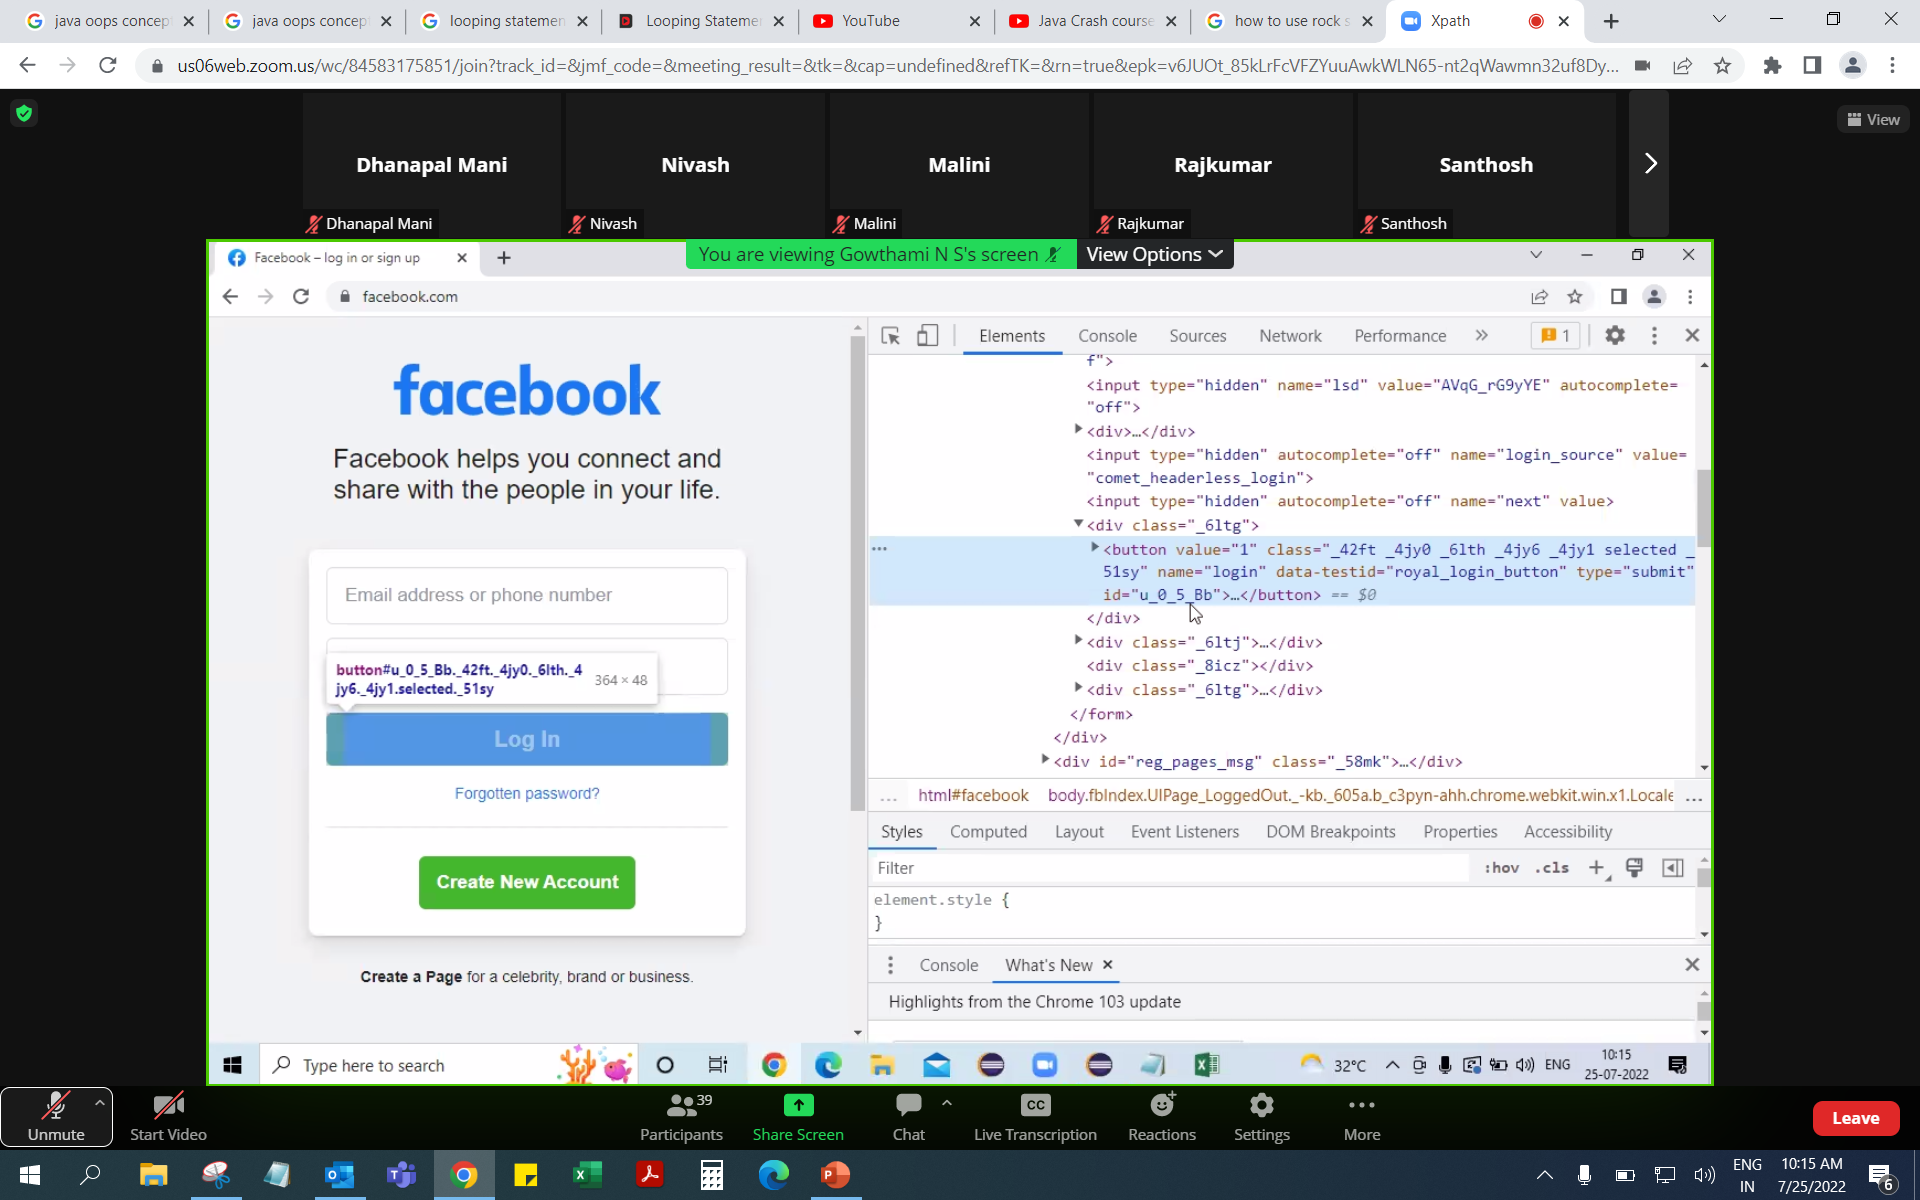 java oops concept
java oops concept
looping statemen
Looping Stateme
YouTube
Java Crash course
how to use rock s
Xpath
us06web.zoom.us/wc/84583175851/join?track_id=&jmf_code=&meeting_result=&tk=&cap=undefined&refTK=&rn=true&epk=v6JUOt_85kLrFcVFZYuuAwkWLN65-nt2qWawmn32uf8Dy...
View
Dhanapal Mani
Nivash
Malini
Rajkumar
Santhosh
Dhanapal Mani
Nivash
Malini
Rajkumar
Santhosh
Facebook – log in or sign up
You are viewing Gowthami N S's screen
View Options
facebook.com
Elements
Console
Sources
Network
Performance
1
facebook
Facebook helps you connect and
share with the people in your life.
Email address or phone number
button#u_0_5_Bb._42ft._4jy0._6lth._4
jy6._4jy1.selected._51sy
364 × 48
Log In
Forgotten password?
Create New Account
Create a Page for a celebrity, brand or business.
f">
<input type="hidden" name="lsd" value="AVqG_rG9yYE" autocomplete=
"off">
<div>…</div>
<input type="hidden" autocomplete="off" name="login_source" value=
"comet_headerless_login">
<input type="hidden" autocomplete="off" name="next" value>
<div class="_6ltg">
<button value="1" class="_42ft _4jy0 _6lth _4jy6 _4jy1 selected _
51sy" name="login" data-testid="royal_login_button" type="submit"
id="u_0_5_Bb">…</button> == $0
</div>
<div class="_6ltj">…</div>
<div class="_8icz"></div>
<div class="_6ltg">…</div>
</form>
</div>
<div id="reg_pages_msg" class="_58mk">…</div>
... html#facebook body.fbIndex.UIPage_LoggedOut._-kb._605a.b_c3pyn-ahh.chrome.webkit.win.x1.Locale ...
Styles
Computed
Layout
Event Listeners
DOM Breakpoints
Properties
Accessibility
Filter
:hov .cls
element.style {
}
Console
What's New
Highlights from the Chrome 103 update
Type here to search
32°C
ENG
10:15
25-07-2022
Unmute
Start Video
39
Participants
Share Screen
Chat
CC
Live Transcription
Reactions
Settings
More
Leave
ENG
IN
10:15 AM
7/25/2022
6